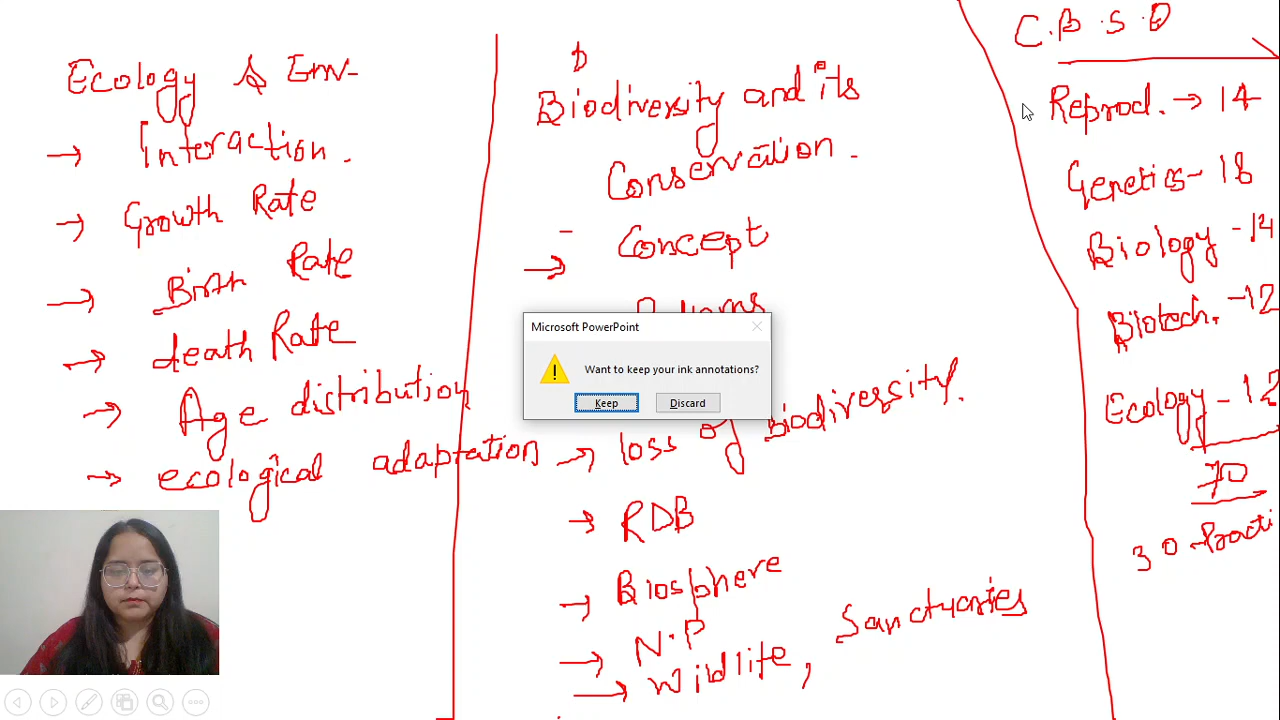 Ecology & Env-
→ Interaction.
→ Growth Rate
→ Birth Rate
→ death Rate
→ Age distribution
→ ecological adaptation
Biodiversity and its
Conservation.
→ Concept
→ loss of biodiversity.
→ RDB
→ Biosphere
→ N.P
→ Wildlife, Sanctuaries
Microsoft PowerPoint
Want to keep your ink annotations?
Keep Discard
C.B.S.E
Reprod. → 14
Genetics - 18
Biology - 14
Biotech. - 12
Ecology - 12
70
30 - Practi